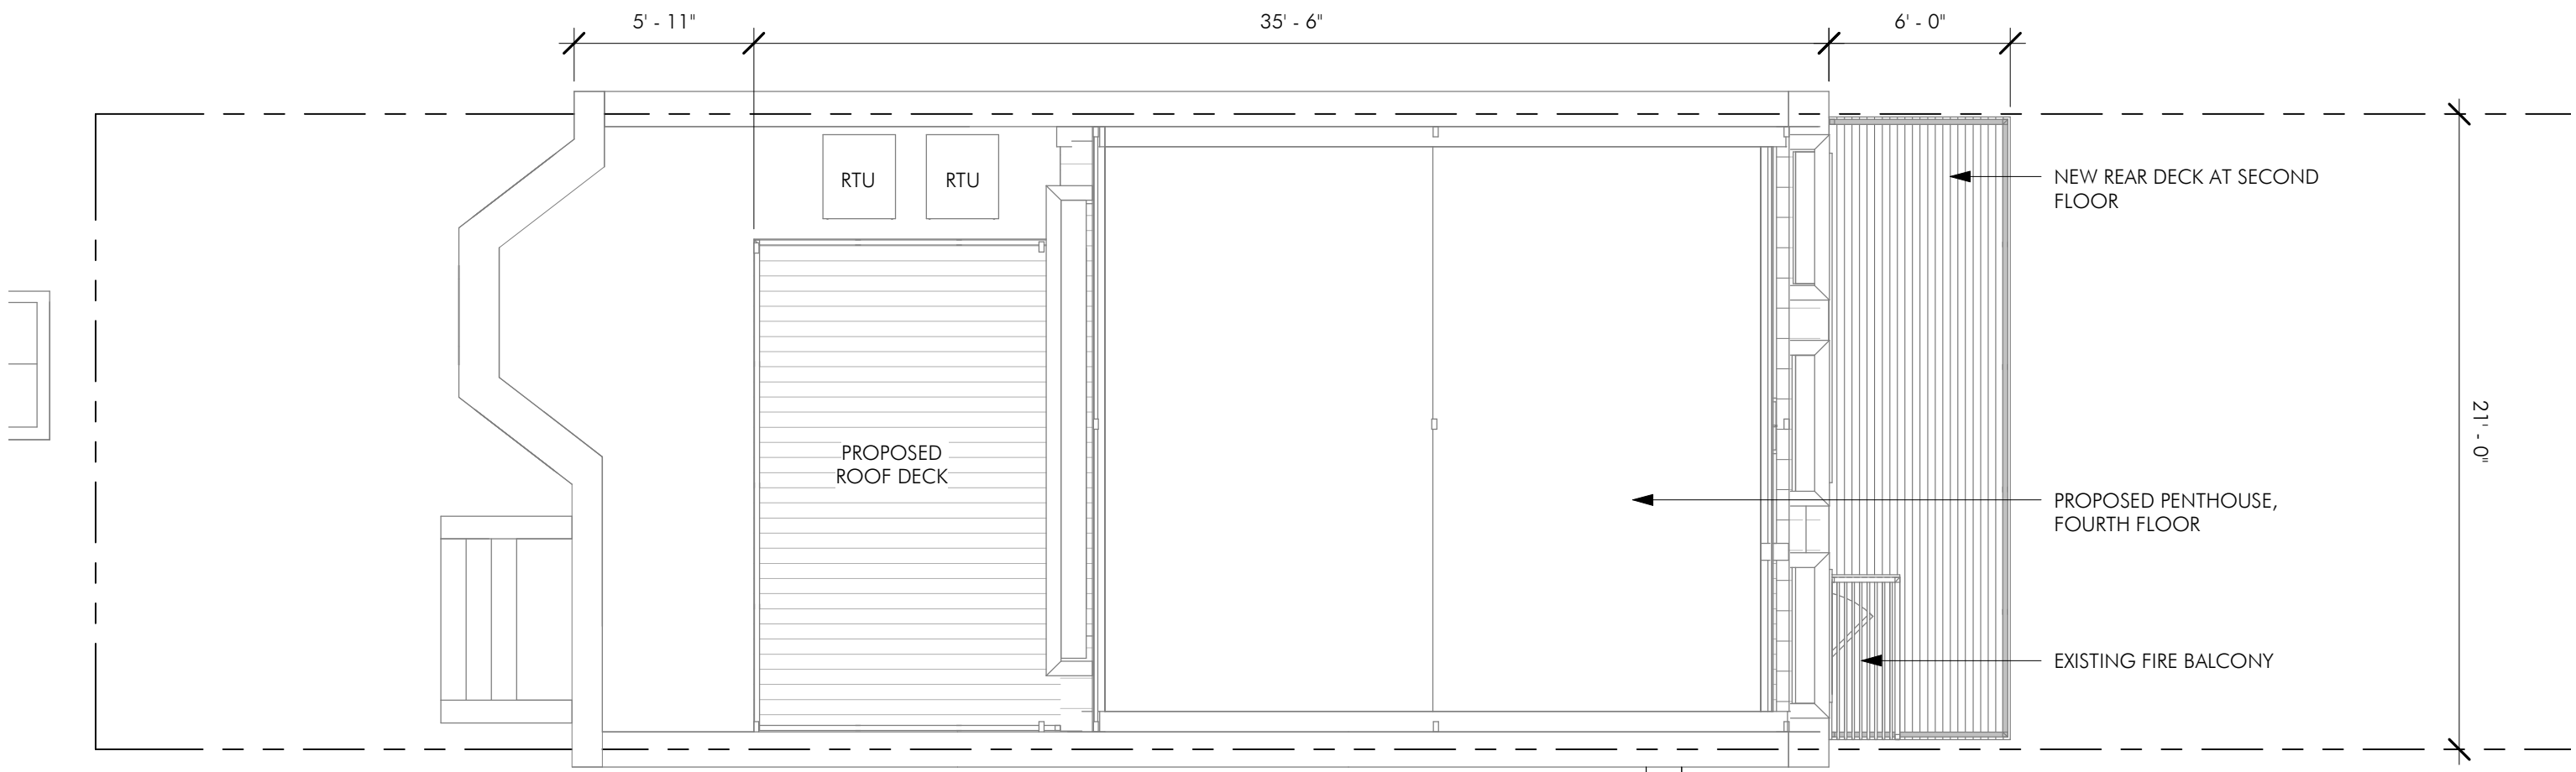 5' - 11"
35' - 6"
6' - 0"
RTU
RTU
NEW REAR DECK AT SECOND
FLOOR
21' - 0"
PROPOSED
ROOF DECK
PROPOSED PENTHOUSE,
FOURTH FLOOR
EXISTING FIRE BALCONY